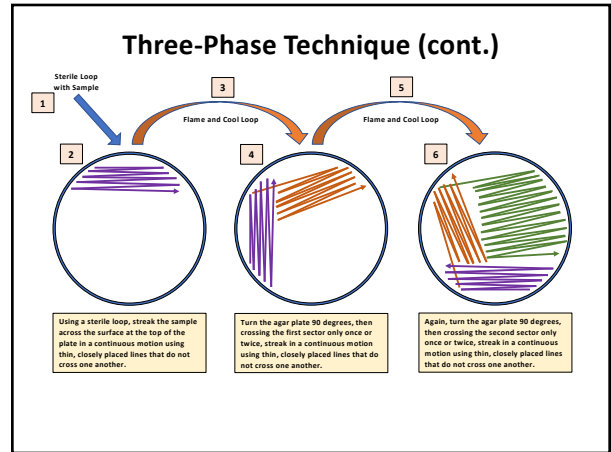 Three-Phase Technique (cont.)
Sterile Loop
with Sample
1
3
5
Flame and Cool Loop
Flame and Cool Loop
2
4
6
Using a sterile loop, streak the sample
across the surface at the top of the
plate in a continuous motion using
thin, closely placed lines that do not
cross one another.
Turn the agar plate 90 degrees, then
crossing the first sector only once or
twice, streak in a continuous motion
using thin, closely placed lines that do
not cross one another.
Again, turn the agar plate 90 degrees,
then crossing the second sector only
once or twice, streak in a continuous
motion using thin, closely placed lines
that do not cross one another.